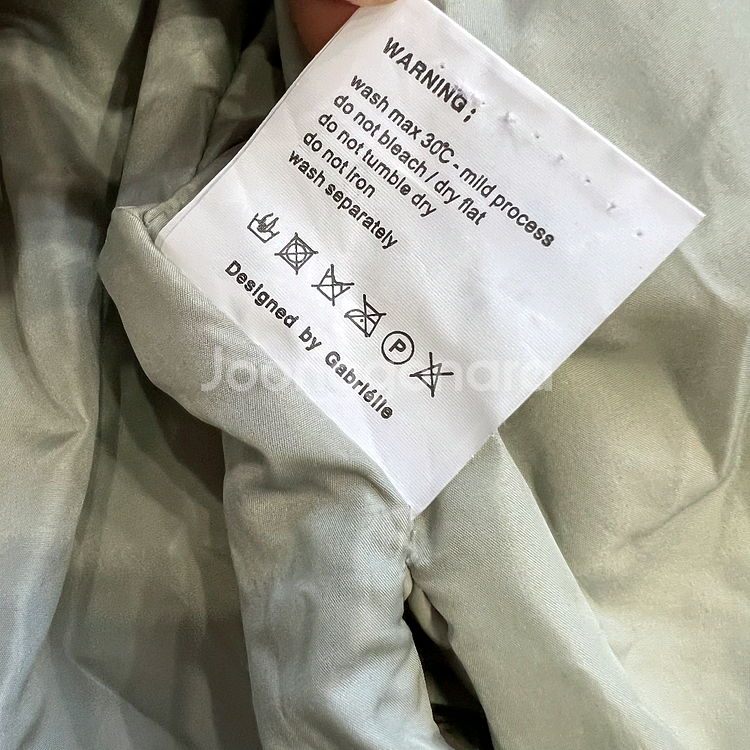 WARNING:
wash max 30℃ - mild process
do not bleach / dry flat
do not tumble dry
do not Iron
wash separately
P
Designed by Gabriélle
Joonggonara